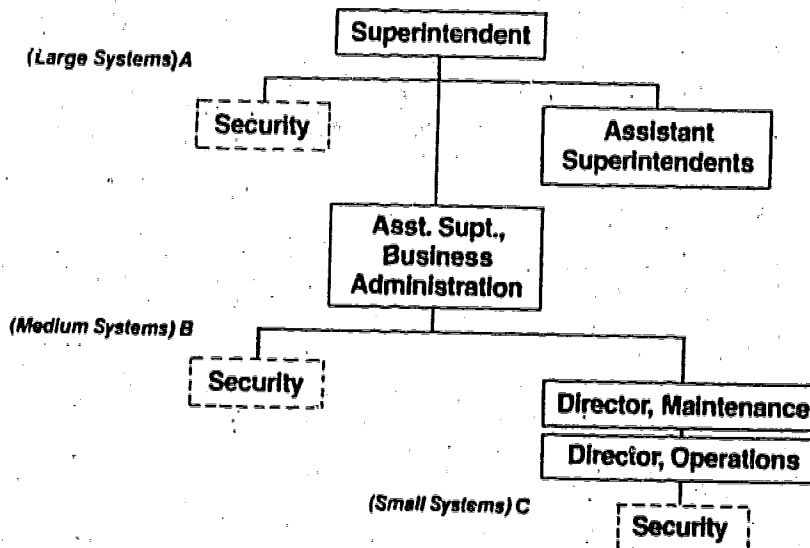 Superintendent
(Large Systems) A
Security
Assistant
Superintendents
Asst. Supt.,
Business
Administration
(Medium Systems) B
Security
Director, Maintenance
Director, Operations
(Small Systems) C
Security